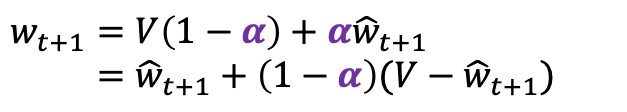 w_{t+1} = V(1 − α) + αŵ_{t+1}
= ŵ_{t+1} + (1 − α)(V − ŵ_{t+1})